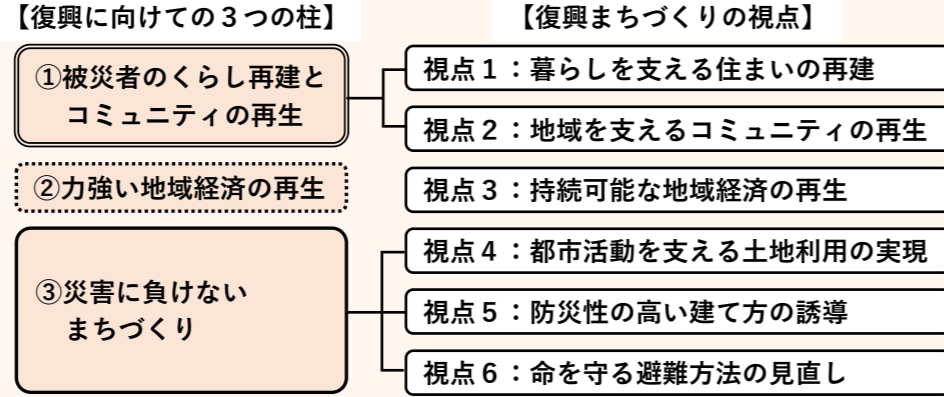 【復興に向けての３つの柱】
【復興まちづくりの視点】
①被災者のくらし再建と
コミュニティの再生
視点１：暮らしを支える住まいの再建
視点２：地域を支えるコミュニティの再生
②力強い地域経済の再生
視点３：持続可能な地域経済の再生
③災害に負けない
まちづくり
視点４：都市活動を支える土地利用の実現
視点５：防災性の高い建て方の誘導
視点６：命を守る避難方法の見直し